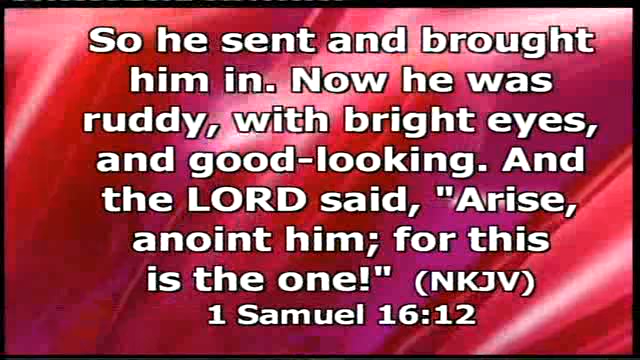 So he sent and brought
him in. Now he was
ruddy, with bright eyes,
and good-looking. And
the LORD said, "Arise,
anoint him; for this
is the one!" (NKJV)
1 Samuel 16:12